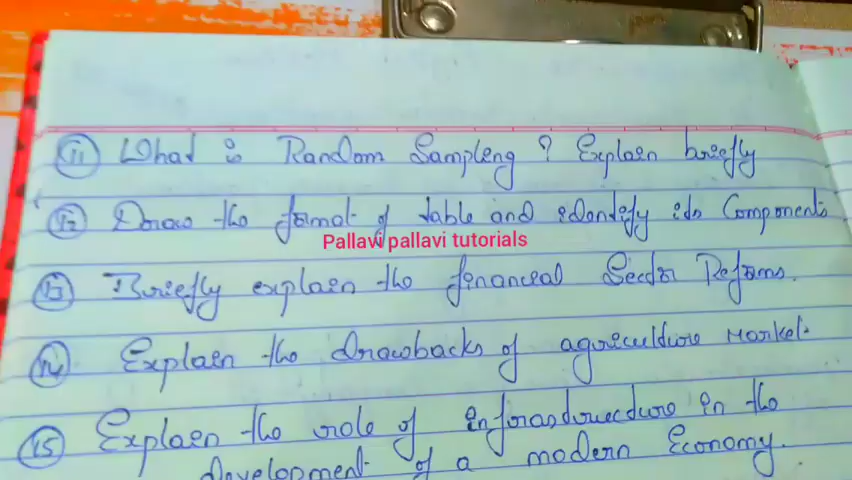 (11) What is Random Sampling ? Explain briefly
(12) Draw the format of table and identify its Components
Pallawi pallavi tutorials
(13) Briefly explain the financial Sector Reforms.
(14) Explain the drawbacks of agriculture Market.
(15) Explain the role of infrastructure in the
development of a modern Economy.